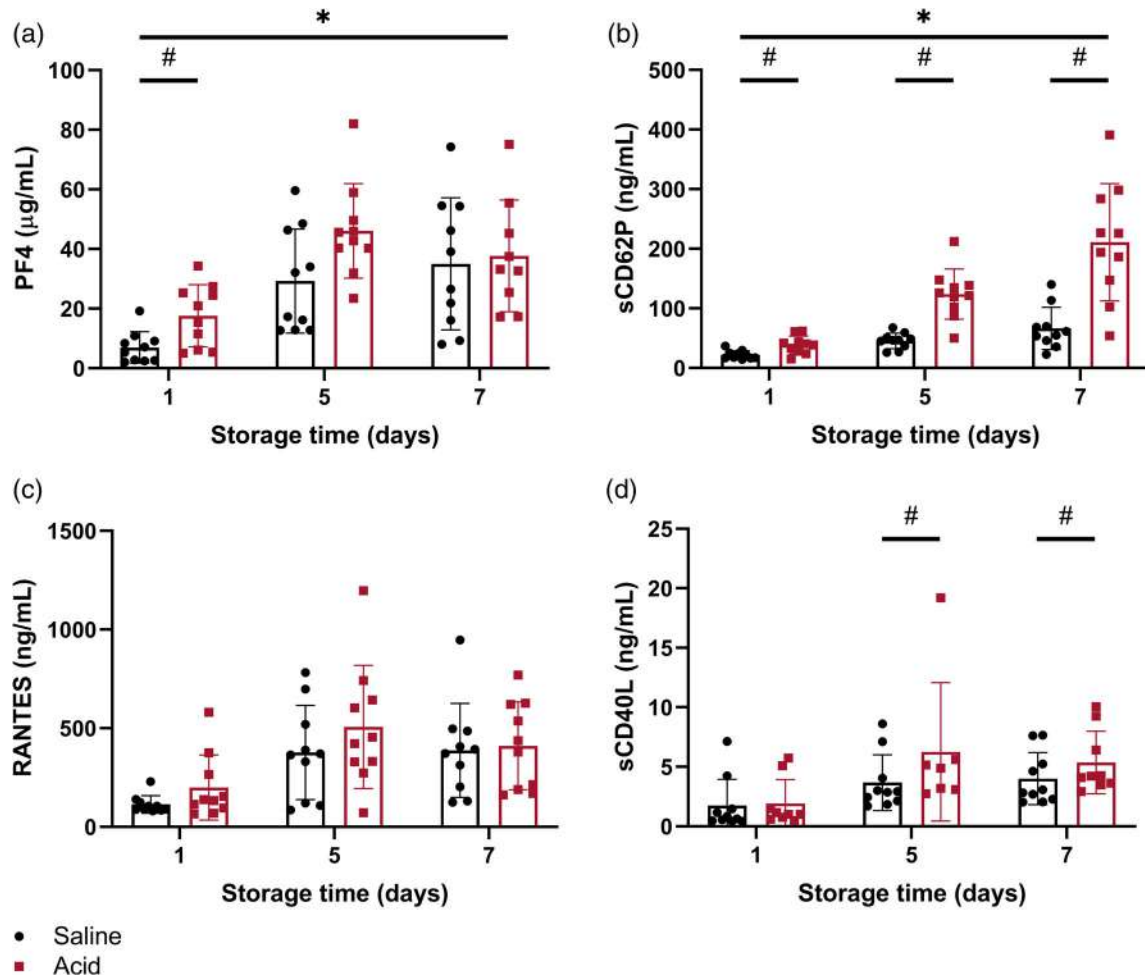 (a)
*
#
PF4 (μg/mL)
100
80
60
40
20
0
1 5 7
Storage time (days)
(b)
*
# # #
sCD62P (ng/mL)
500
400
300
200
100
0
1 5 7
Storage time (days)
(c)
RANTES (ng/mL)
1500
1000
500
0
1 5 7
Storage time (days)
(d)
# #
sCD40L (ng/mL)
25
20
15
10
5
0
1 5 7
Storage time (days)
Saline
Acid